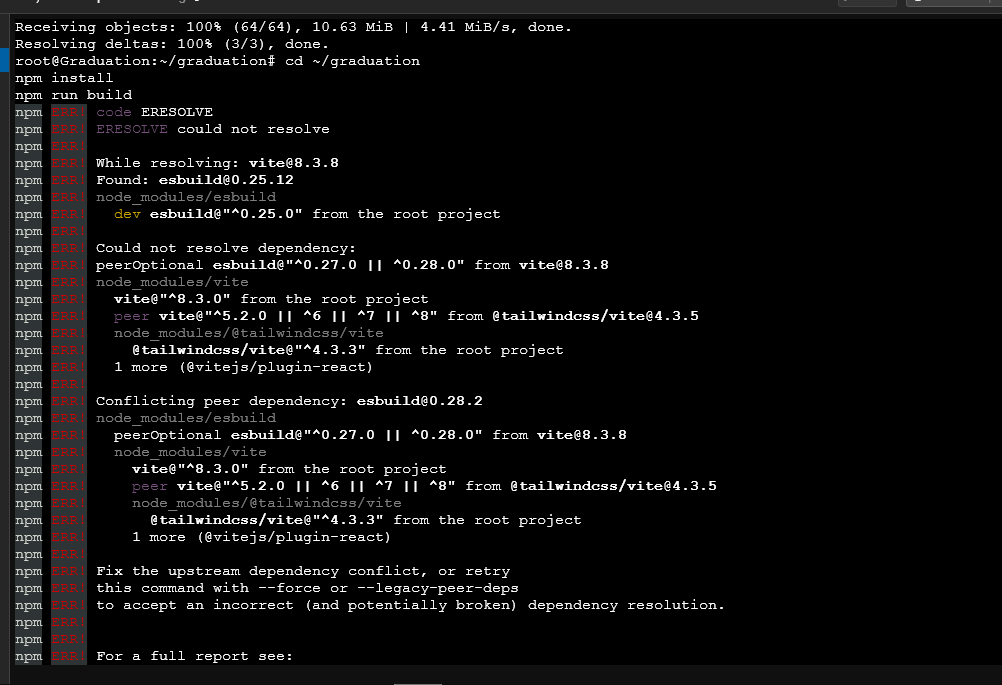 Receiving objects: 100% (64/64), 10.63 MiB | 4.41 MiB/s, done.
Resolving deltas: 100% (3/3), done.
root@Graduation:~/graduation# cd ~/graduation
npm install
npm run build
npm ERR! code ERESOLVE
npm ERR! ERESOLVE could not resolve
npm ERR!
npm ERR! While resolving: vite@8.3.8
npm ERR! Found: esbuild@0.25.12
npm ERR! node_modules/esbuild
npm ERR!   dev esbuild@"^0.25.0" from the root project
npm ERR!
npm ERR! Could not resolve dependency:
npm ERR! peerOptional esbuild@"^0.27.0 || ^0.28.0" from vite@8.3.8
npm ERR! node_modules/vite
npm ERR!   vite@"^8.3.0" from the root project
npm ERR!   peer vite@"^5.2.0 || ^6 || ^7 || ^8" from @tailwindcss/vite@4.3.5
npm ERR!   node_modules/@tailwindcss/vite
npm ERR!     @tailwindcss/vite@"^4.3.3" from the root project
npm ERR!   1 more (@vitejs/plugin-react)
npm ERR!
npm ERR! Conflicting peer dependency: esbuild@0.28.2
npm ERR! node_modules/esbuild
npm ERR!   peerOptional esbuild@"^0.27.0 || ^0.28.0" from vite@8.3.8
npm ERR!   node_modules/vite
npm ERR!     vite@"^8.3.0" from the root project
npm ERR!     peer vite@"^5.2.0 || ^6 || ^7 || ^8" from @tailwindcss/vite@4.3.5
npm ERR!     node_modules/@tailwindcss/vite
npm ERR!       @tailwindcss/vite@"^4.3.3" from the root project
npm ERR!     1 more (@vitejs/plugin-react)
npm ERR!
npm ERR! Fix the upstream dependency conflict, or retry
npm ERR! this command with --force or --legacy-peer-deps
npm ERR! to accept an incorrect (and potentially broken) dependency resolution.
npm ERR!
npm ERR!
npm ERR! For a full report see: